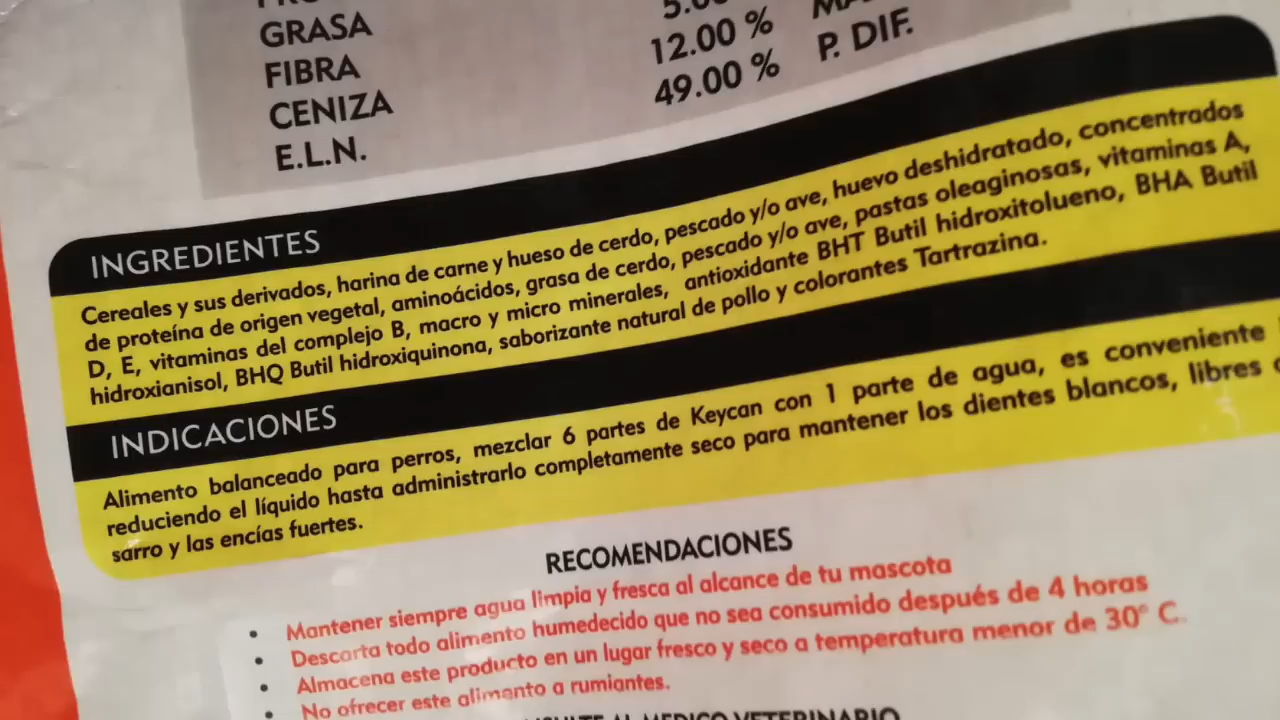 GRASA
FIBRA 12.00 %
CENIZA 49.00 % P. DIF.
E.L.N.
INGREDIENTES
Cereales y sus derivados, harina de carne y hueso de cerdo, pescado y/o ave, huevo deshidratado, concentrados
de proteína de origen vegetal, aminoácidos, grasa de cerdo, pescado y/o ave, pastas oleaginosas, vitaminas A,
D, E, vitaminas del complejo B, macro y micro minerales, antioxidante BHT Butil hidroxitolueno, BHA Butil
hidroxianisol, BHQ Butil hidroxiquinona, saborizante natural de pollo y colorantes Tartrazina.
INDICACIONES
Alimento balanceado para perros, mezclar 6 partes de Keycan con 1 parte de agua, es conveniente
reduciendo el líquido hasta administrarlo completamente seco para mantener los dientes blancos, libres
sarro y las encías fuertes.
RECOMENDACIONES
• Mantener siempre agua limpia y fresca al alcance de tu mascota
• Descarta todo alimento humedecido que no sea consumido después de 4 horas
• Almacena este producto en un lugar fresco y seco a temperatura menor de 30° C.
• No ofrecer este alimento a rumiantes.
AL MEDICO VETERINARIO